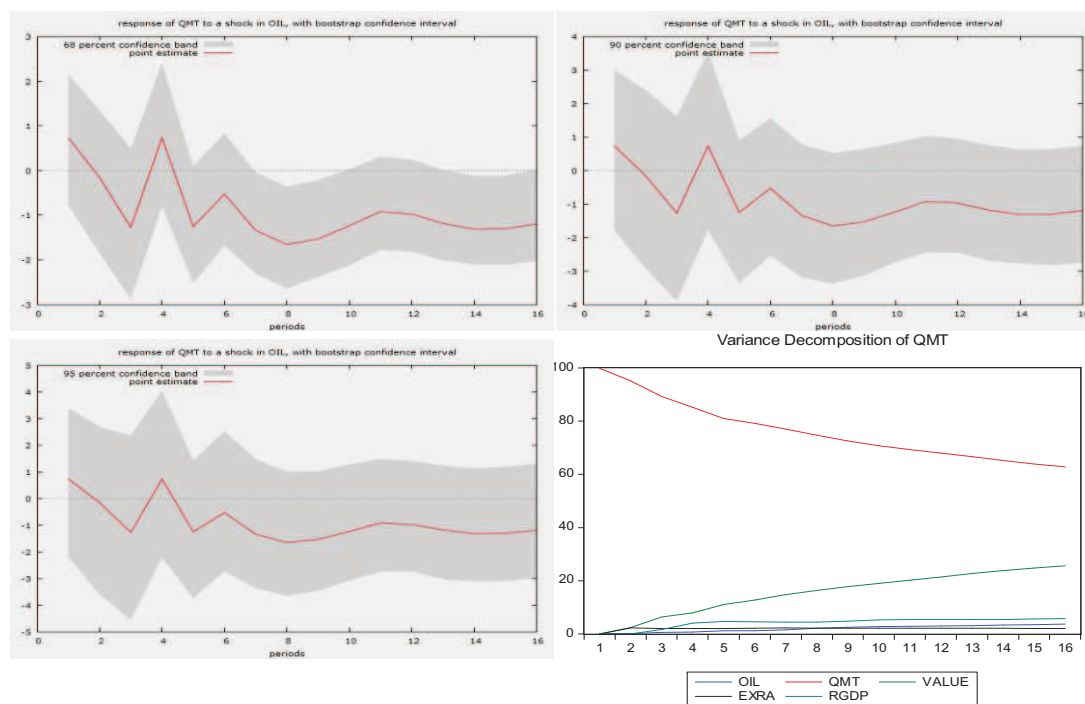 response of QMT to a shock in OIL, with bootstrap confidence interval
3
2
1
0
-1
-2
-3
68 percent confidence band
point estimate
0 2 4 6 8 10 12 14 16
periods
response of QMT to a shock in OIL, with bootstrap confidence interval
4
3
2
1
0
-1
-2
-3
-4
90 percent confidence band
point estimate
0 2 4 6 8 10 12 14 16
periods
response of QMT to a shock in OIL, with bootstrap confidence interval
5
4
3
2
1
0
-1
-2
-3
-4
-5
95 percent confidence band
point estimate
0 2 4 6 8 10 12 14 16
periods
Variance Decomposition of QMT
100
80
60
40
20
0
1 2 3 4 5 6 7 8 9 10 11 12 13 14 15 16
OIL QMT VALUE
EXRA RGDP